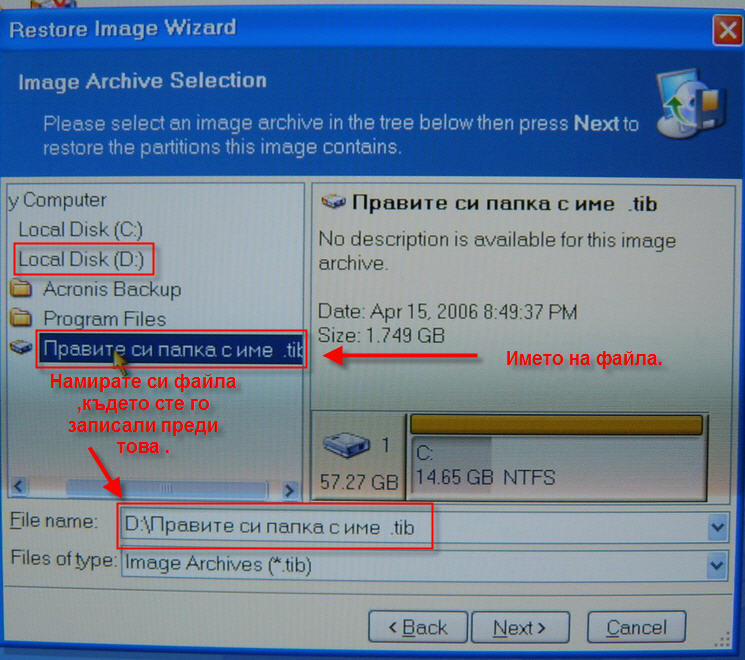 Restore Image Wizard
Image Archive Selection
Please select an image archive in the tree below then press Next to
restore the partitions this image contains.
y Computer
Local Disk (C:)
Local Disk (D:)
Acronis Backup
Program Files
Правите си папка с име .tib
Намирате си файла
,където сте го
записали преди
това .
Правите си папка с име .tib
No description is available for this image
archive.
Date: Apr 15, 2006 8:49:37 PM
Size: 1.749 GB
Името на файла.
1
57.27 GB
C:
14.65 GB NTFS
File name:
D:\Правите си папка с име .tib
Files of type:
Image Archives (*.tib)
< Back
Next >
Cancel